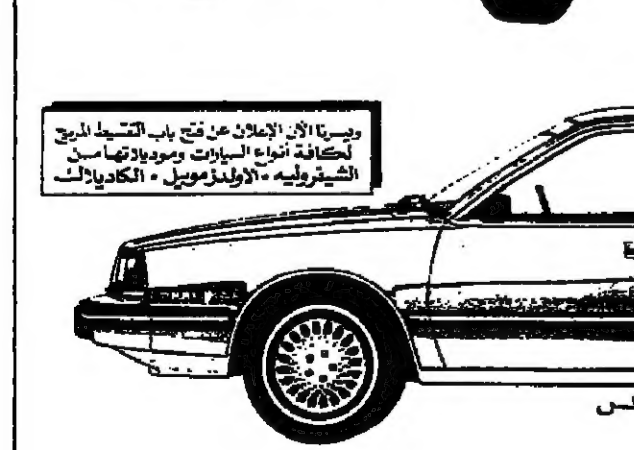 ويسرنا الآن الإعلان عن فتح باب التقسيط المريح
لكافة أنواع السيارات وموديلاتها من
الشيفروليه • الاولدزموبيل • الكاديلاك